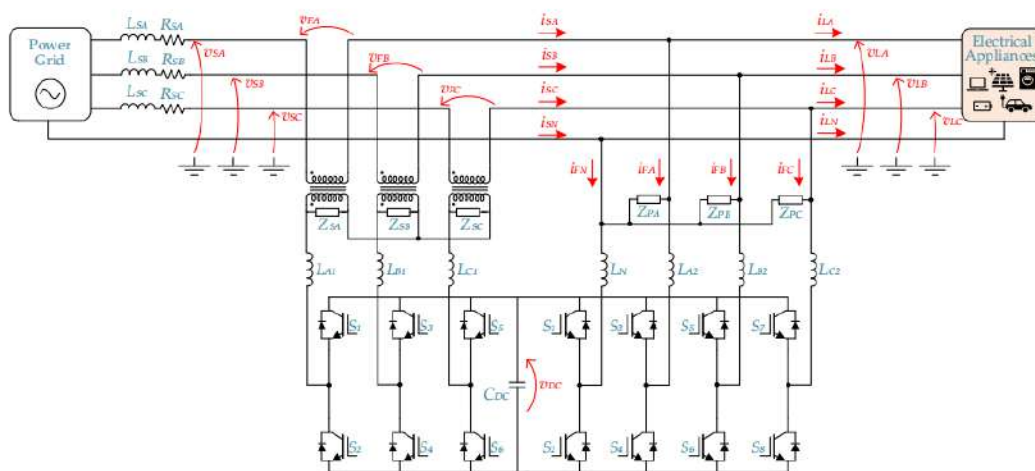 Power
Grid
LSA RSA
LSB RSB
LSC RSC
vSA
vSB
vSC
vFA
vFB
vFC
iSA
iSB
iSC
iSN
iLA
iLB
iLC
iLN
vLA
vLB
vLC
Electrical
Appliances
iFN
iFA
iFB
iFC
ZSA
ZSB
ZSC
ZPA
ZPB
ZPC
LA1
LB1
LC1
LN
LA2
LB2
LC2
S1
S3
S5
S1
S3
S5
S7
CDC
vDC
S2
S4
S6
S2
S4
S6
S8